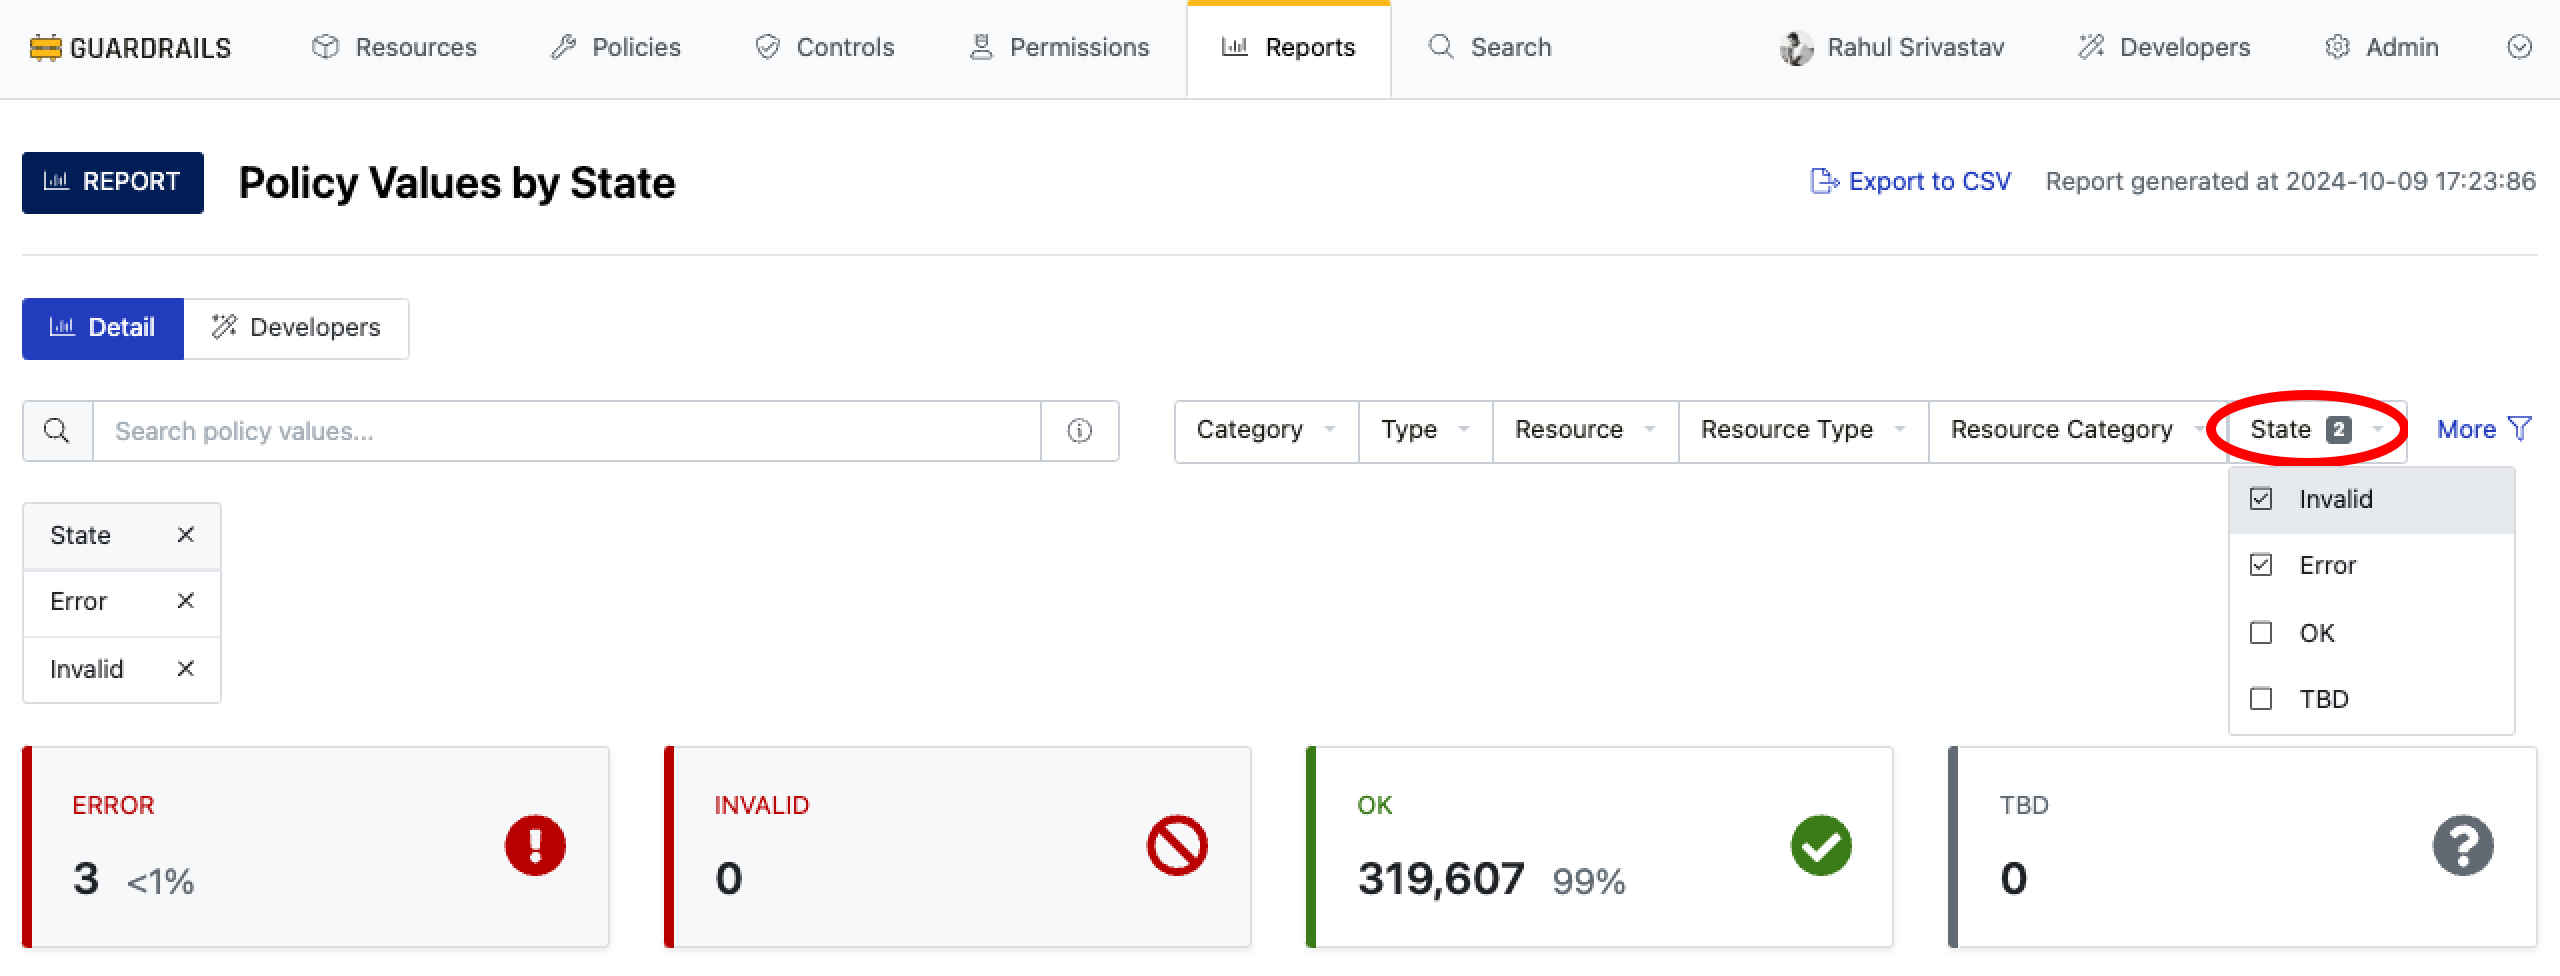 GUARDRAILS Resources Policies Controls Permissions Reports Search Rahul Srivastav Developers Admin
REPORT Policy Values by State Export to CSV Report generated at 2024-10-09 17:23:86
Detail Developers
Search policy values... Category Type Resource Resource Type Resource Category State 2 More
Invalid
Error
OK
TBD
State
Error
Invalid
ERROR
3 <1%
INVALID
0
OK
319,607 99%
TBD
0